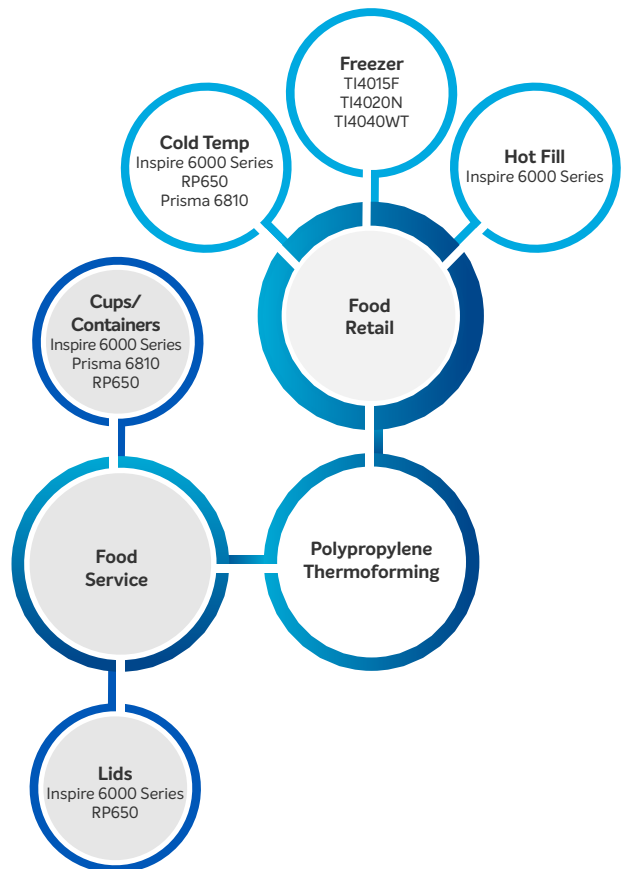 Freezer
TI4015F
TI4020N
TI4040WT
Cold Temp
Inspire 6000 Series
RP650
Prisma 6810
Hot Fill
Inspire 6000 Series
Food
Retail
Cups/
Containers
Inspire 6000 Series
Prisma 6810
RP650
Food
Service
Polypropylene
Thermoforming
Lids
Inspire 6000 Series
RP650